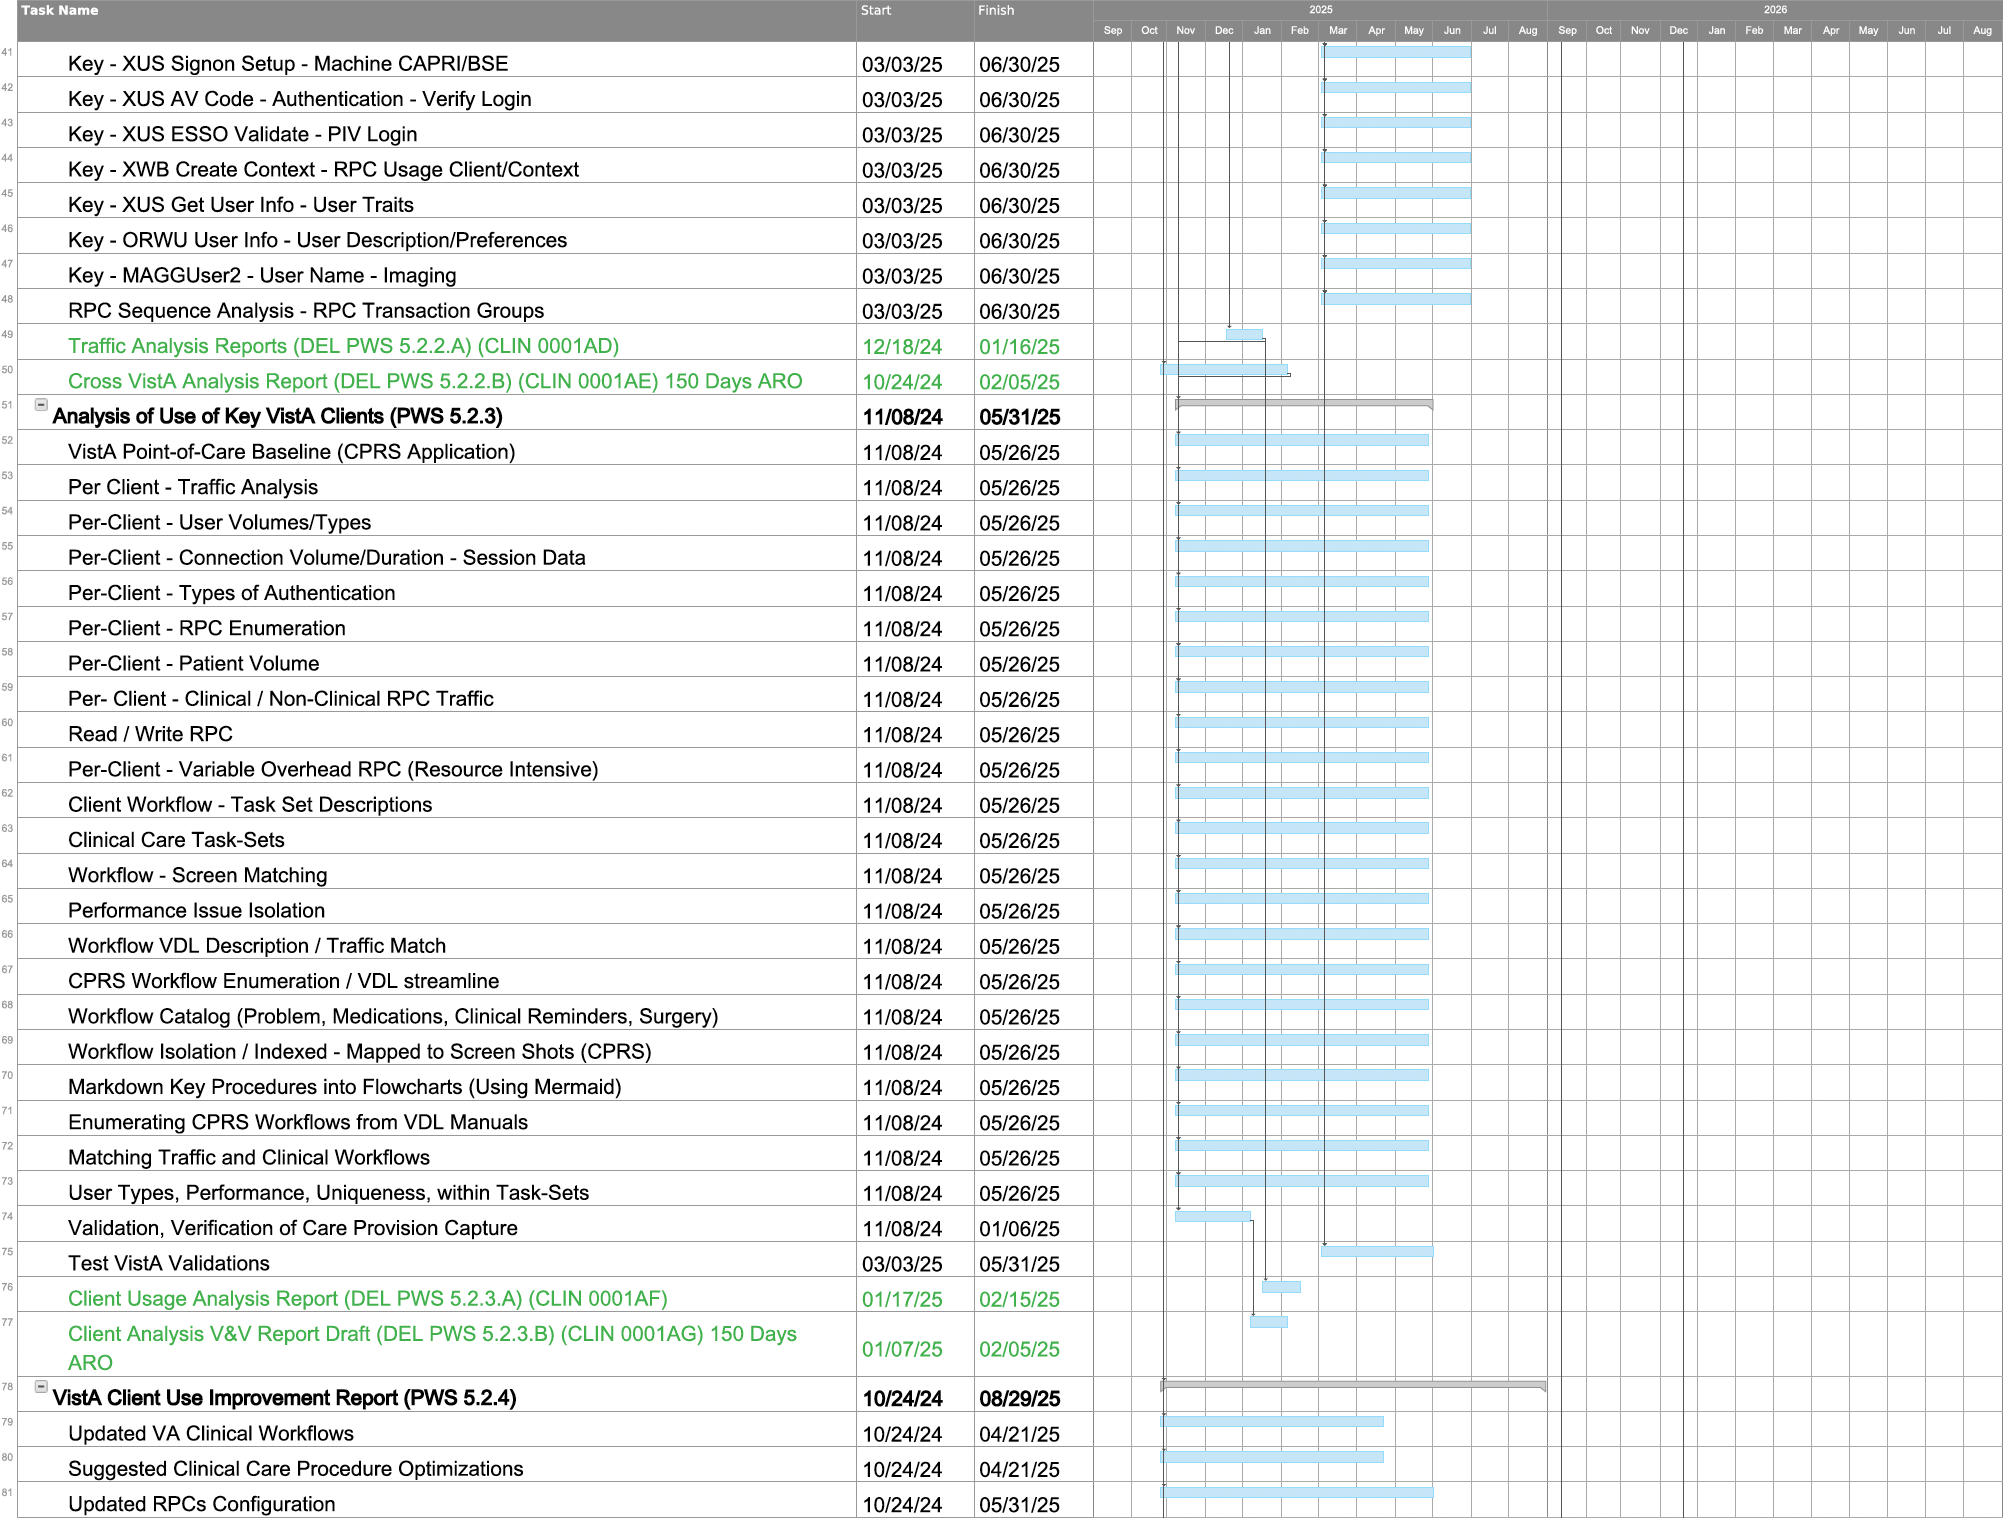 Task Name Start Finish 2025 2026
Sep Oct Nov Dec Jan Feb Mar Apr May Jun Jul Aug Sep Oct Nov Dec Jan Feb Mar Apr May Jun Jul Aug
41 Key - XUS Signon Setup - Machine CAPRI/BSE 03/03/25 06/30/25
42 Key - XUS AV Code - Authentication - Verify Login 03/03/25 06/30/25
43 Key - XUS ESSO Validate - PIV Login 03/03/25 06/30/25
44 Key - XWB Create Context - RPC Usage Client/Context 03/03/25 06/30/25
45 Key - XUS Get User Info - User Traits 03/03/25 06/30/25
46 Key - ORWU User Info - User Description/Preferences 03/03/25 06/30/25
47 Key - MAGGUser2 - User Name - Imaging 03/03/25 06/30/25
48 RPC Sequence Analysis - RPC Transaction Groups 03/03/25 06/30/25
49 Traffic Analysis Reports (DEL PWS 5.2.2.A) (CLIN 0001AD) 12/18/24 01/16/25
50 Cross VistA Analysis Report (DEL PWS 5.2.2.B) (CLIN 0001AE) 150 Days ARO 10/24/24 02/05/25
51 Analysis of Use of Key VistA Clients (PWS 5.2.3) 11/08/24 05/31/25
52 VistA Point-of-Care Baseline (CPRS Application) 11/08/24 05/26/25
53 Per Client - Traffic Analysis 11/08/24 05/26/25
54 Per-Client - User Volumes/Types 11/08/24 05/26/25
55 Per-Client - Connection Volume/Duration - Session Data 11/08/24 05/26/25
56 Per-Client - Types of Authentication 11/08/24 05/26/25
57 Per-Client - RPC Enumeration 11/08/24 05/26/25
58 Per-Client - Patient Volume 11/08/24 05/26/25
59 Per- Client - Clinical / Non-Clinical RPC Traffic 11/08/24 05/26/25
60 Read / Write RPC 11/08/24 05/26/25
61 Per-Client - Variable Overhead RPC (Resource Intensive) 11/08/24 05/26/25
62 Client Workflow - Task Set Descriptions 11/08/24 05/26/25
63 Clinical Care Task-Sets 11/08/24 05/26/25
64 Workflow - Screen Matching 11/08/24 05/26/25
65 Performance Issue Isolation 11/08/24 05/26/25
66 Workflow VDL Description / Traffic Match 11/08/24 05/26/25
67 CPRS Workflow Enumeration / VDL streamline 11/08/24 05/26/25
68 Workflow Catalog (Problem, Medications, Clinical Reminders, Surgery) 11/08/24 05/26/25
69 Workflow Isolation / Indexed - Mapped to Screen Shots (CPRS) 11/08/24 05/26/25
70 Markdown Key Procedures into Flowcharts (Using Mermaid) 11/08/24 05/26/25
71 Enumerating CPRS Workflows from VDL Manuals 11/08/24 05/26/25
72 Matching Traffic and Clinical Workflows 11/08/24 05/26/25
73 User Types, Performance, Uniqueness, within Task-Sets 11/08/24 05/26/25
74 Validation, Verification of Care Provision Capture 11/08/24 01/06/25
75 Test VistA Validations 03/03/25 05/31/25
76 Client Usage Analysis Report (DEL PWS 5.2.3.A) (CLIN 0001AF) 01/17/25 02/15/25
77 Client Analysis V&V Report Draft (DEL PWS 5.2.3.B) (CLIN 0001AG) 150 Days
ARO 01/07/25 02/05/25
78 VistA Client Use Improvement Report (PWS 5.2.4) 10/24/24 08/29/25
79 Updated VA Clinical Workflows 10/24/24 04/21/25
80 Suggested Clinical Care Procedure Optimizations 10/24/24 04/21/25
81 Updated RPCs Configuration 10/24/24 05/31/25